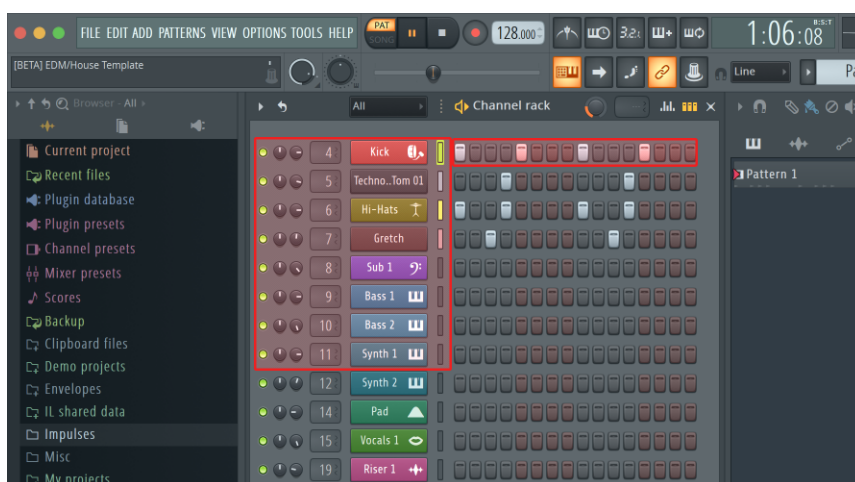 FILE EDIT ADD PATTERNS VIEW OPTIONS TOOLS HELP
PAT
SONG
128.000
3.2.1
B:S:T
1:06:08
[BETA] EDM/House Template
Line
Pa
Browser - All
All
Channel rack
Current project
Recent files
Plugin database
Plugin presets
Channel presets
Mixer presets
Scores
Backup
Clipboard files
Demo projects
Envelopes
IL shared data
Impulses
Misc
My projects
4 Kick
5 Techno..Tom 01
6 Hi-Hats
7 Gretch
8 Sub 1
9 Bass 1
10 Bass 2
11 Synth 1
12 Synth 2
14 Pad
15 Vocals 1
19 Riser 1
Pattern 1